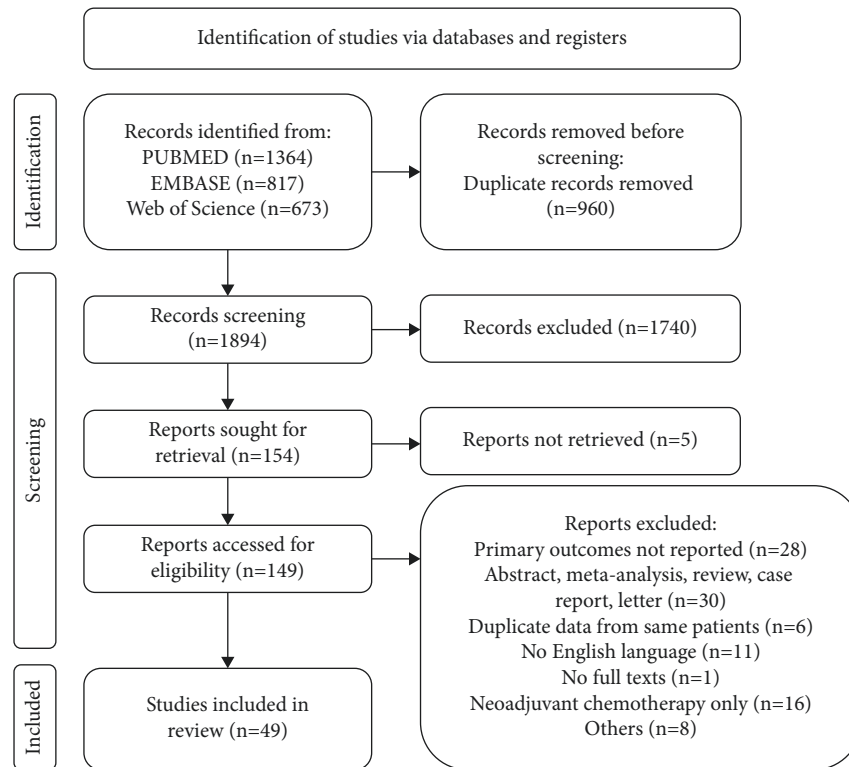 Identification of studies via databases and registers
Identification
Records identified from:
PUBMED (n=1364)
EMBASE (n=817)
Web of Science (n=673)
Records removed before
screening:
Duplicate records removed
(n=960)
Screening
Records screening
(n=1894)
Records excluded (n=1740)
Reports sought for
retrieval (n=154)
Reports not retrieved (n=5)
Reports accessed for
eligibility (n=149)
Reports excluded:
Primary outcomes not reported (n=28)
Abstract, meta-analysis, review, case
report, letter (n=30)
Duplicate data from same patients (n=6)
No English language (n=11)
No full texts (n=1)
Neoadjuvant chemotherapy only (n=16)
Others (n=8)
Included
Studies included in
review (n=49)